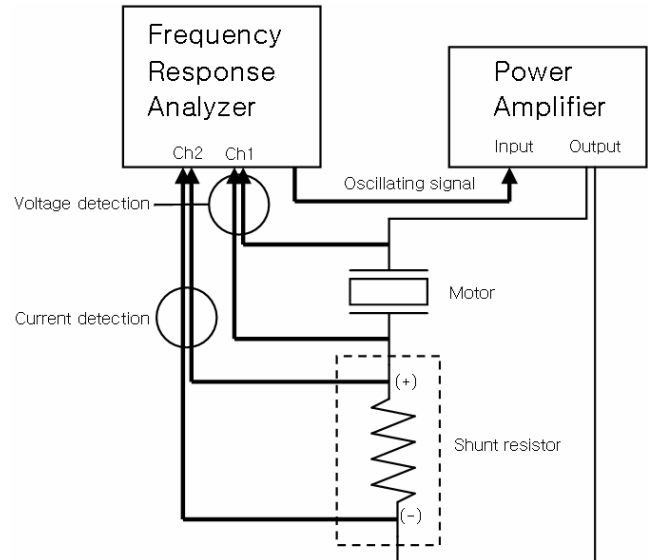 Frequency
Response
Analyzer
Ch2 Ch1
Power
Amplifier
Input Output
Oscillating signal
Voltage detection
Motor
Current detection
(+)
Shunt resistor
(-)